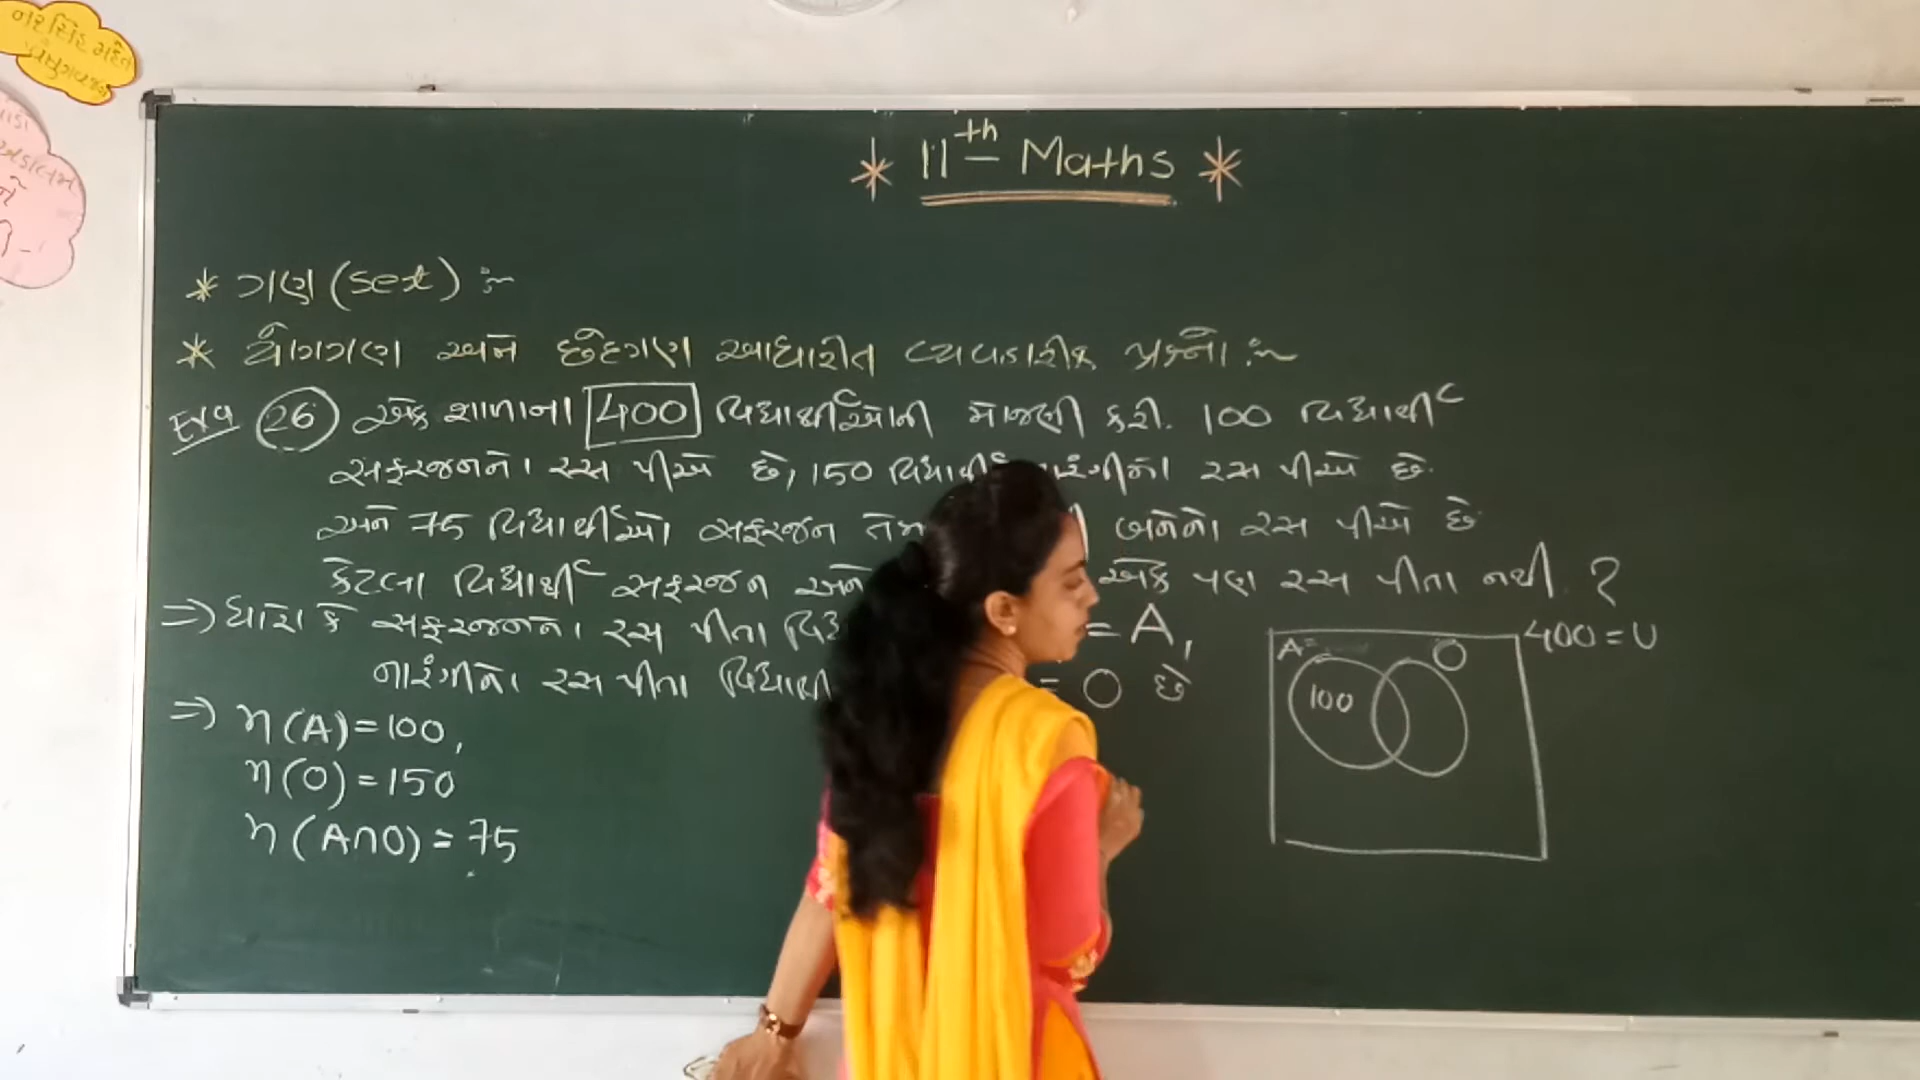 નરસિંહ મહેતા
* 11th Maths *
* ગણ (set) :~
* યોગગણ અને છેદગણ આધારીત વ્યવહારીક પ્રશ્નો :~
26 એક શાળાના 400 વિદ્યાર્થીઓની મોજણી કરી. 100 વિદ્યાર્થી
સફરજનનો રસ પીએ છે, 150 રસ પીએ છે.
અને 75 વિદ્યાર્થીઓ સફરજન બંનેનો રસ પીએ છે
કેટલા વિદ્યાર્થી સફરજન અને એક પણ રસ પીતા નથી. ?
=> ધારો કે સફરજનનો રસ પીતા = A,
નારંગીનો રસ પીતા = O છે
=> n(A)=100,
n(O)=150
n(A∩O)=75
A=
O
400=U
100